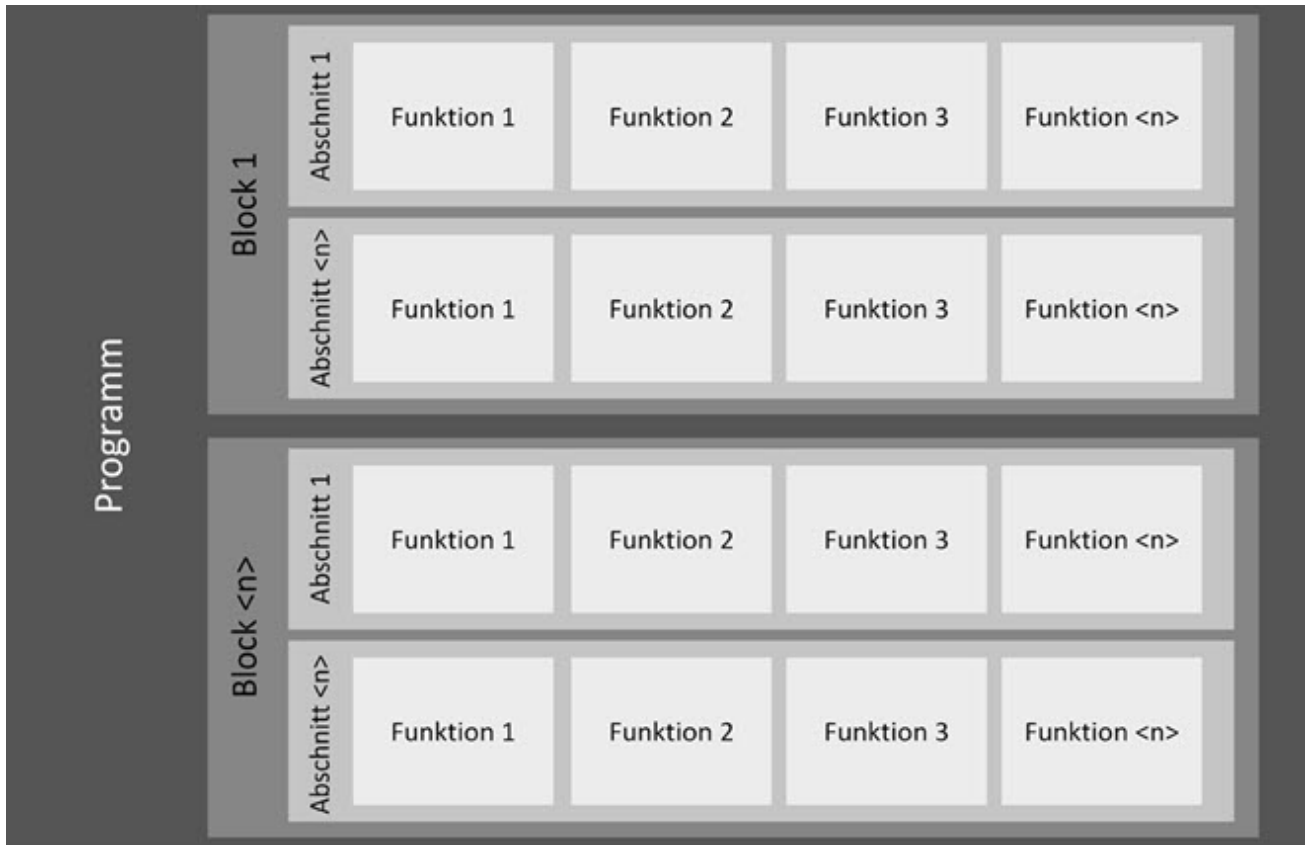 Programm
Block 1
Abschnitt 1
Funktion 1
Funktion 2
Funktion 3
Funktion <n>
Abschnitt <n>
Funktion 1
Funktion 2
Funktion 3
Funktion <n>
Block <n>
Abschnitt 1
Funktion 1
Funktion 2
Funktion 3
Funktion <n>
Abschnitt <n>
Funktion 1
Funktion 2
Funktion 3
Funktion <n>